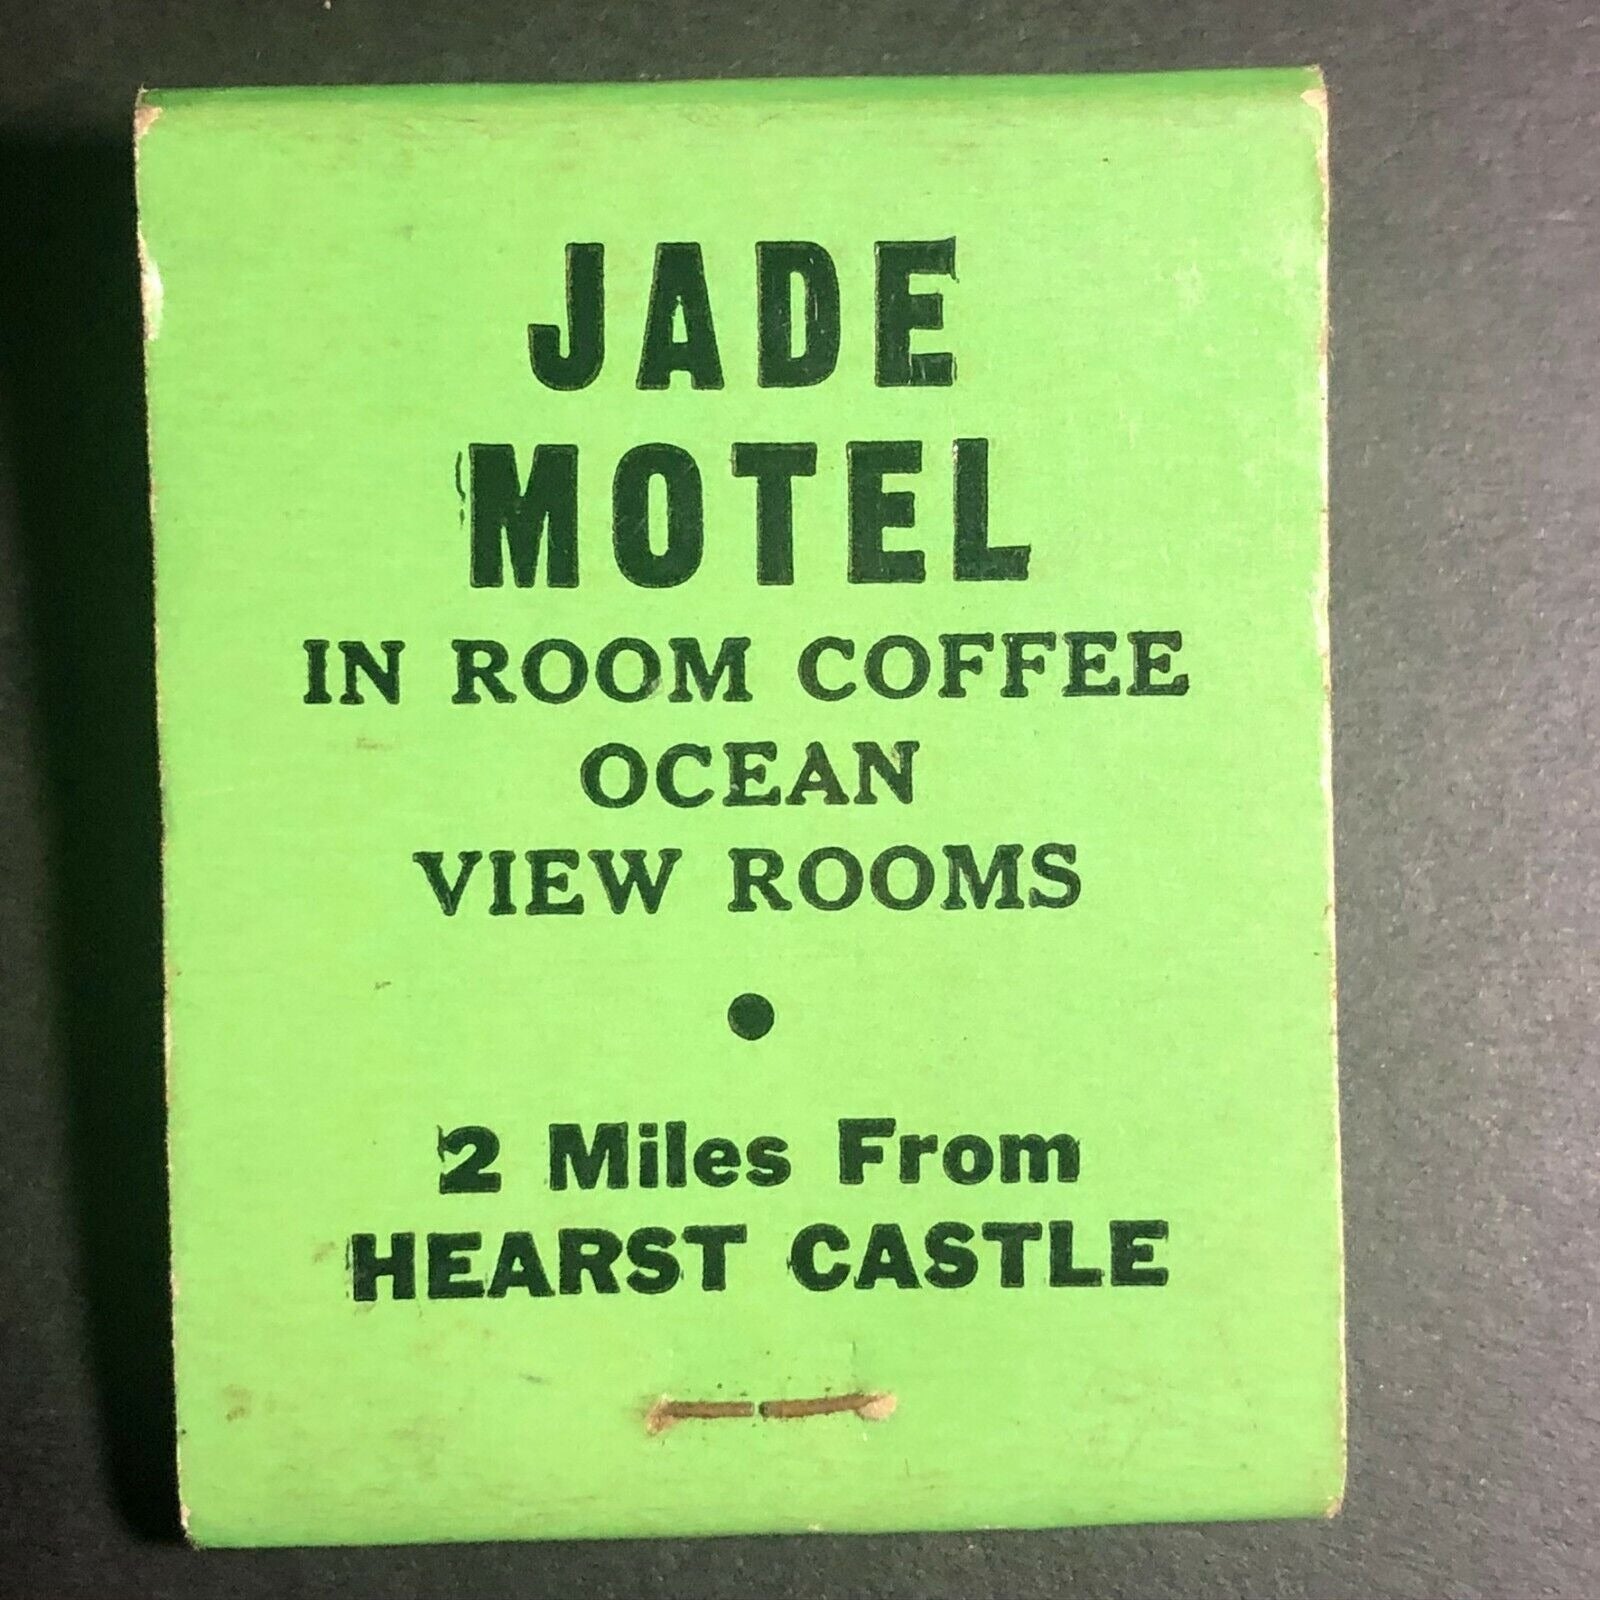 JADE
MOTEL
IN ROOM COFFEE
OCEAN
VIEW ROOMS
●
2 Miles From
HEARST CASTLE